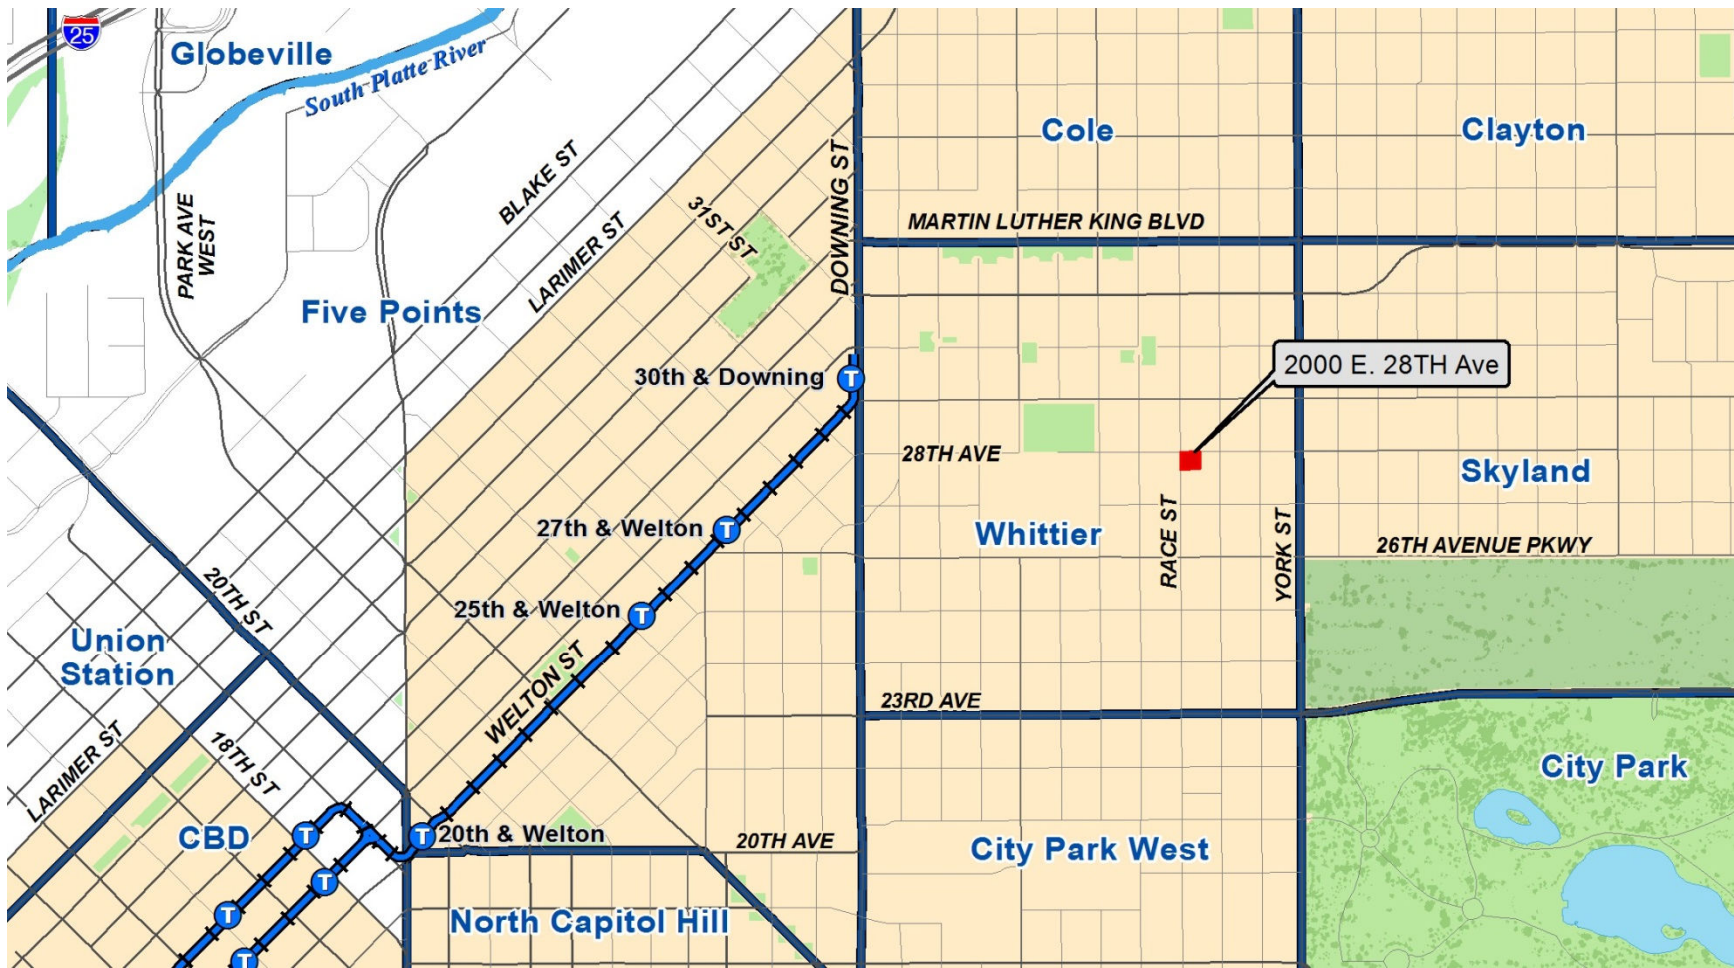 25
Globeville
South Platte River
Cole
Clayton
BLAKE ST
DOWNING ST
31ST ST
MARTIN LUTHER KING BLVD
PARK AVE
WEST
LARIMER ST
Five Points
2000 E. 28TH Ave
30th & Downing
T
28TH AVE
Skyland
27th & Welton
T
Whittier
RACE ST
YORK ST
26TH AVENUE PKWY
20TH ST
25th & Welton
T
Union
Station
WELTON ST
23RD AVE
LARIMER ST
18TH ST
City Park
CBD
T
T
20th & Welton
20TH AVE
City Park West
T
T
North Capitol Hill
T